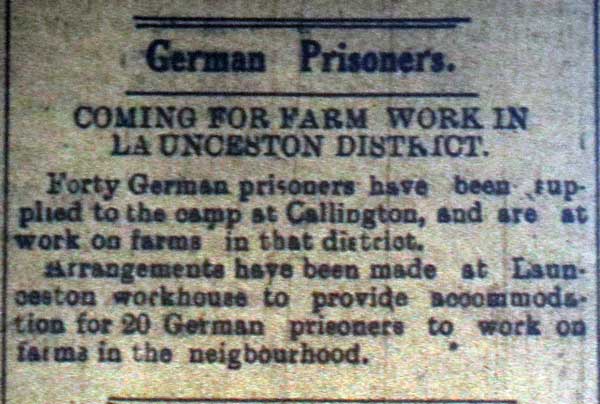 German Prisoners.
COMING FOR FARM WORK IN
LAUNCESTON DISTRICT.
Forty German prisoners have been sup-
plied to the camp at Callington, and are at
work on farms in that district.
Arrangements have been made at Laun-
ceston workhouse to provide accommoda-
tion for 20 German prisoners to work on
farms in the neigbourhood.